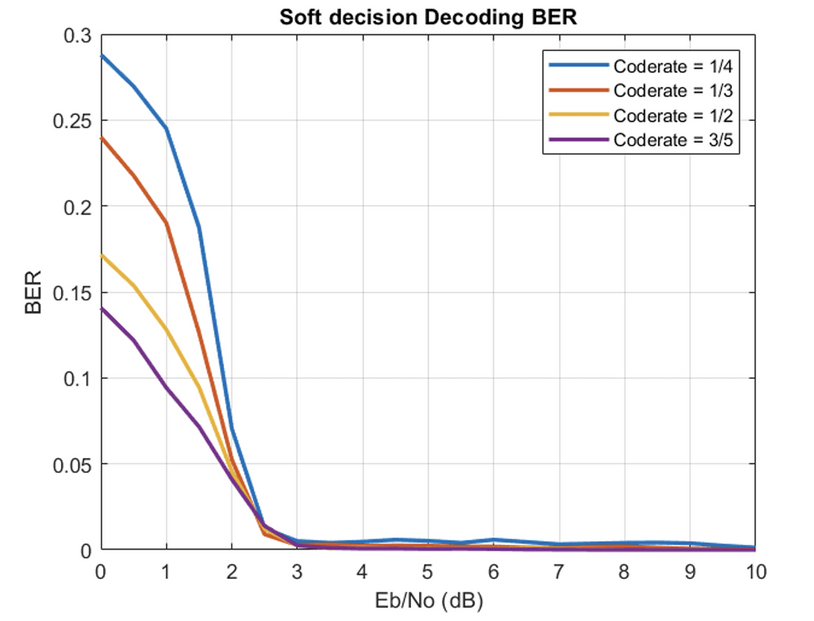 Soft decision Decoding BER
0.3
0.25
0.2
0.15
0.1
0.05
0
BER
Coderate = 1/4
Coderate = 1/3
Coderate = 1/2
Coderate = 3/5
0 1 2 3 4 5 6 7 8 9 10
Eb/No (dB)